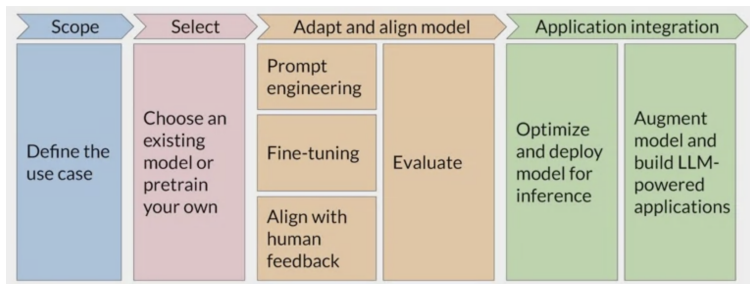 Scope
Select
Adapt and align model
Application integration
Define the
use case
Choose an
existing
model or
pretrain
your own
Prompt
engineering
Fine-tuning
Align with
human
feedback
Evaluate
Optimize
and deploy
model for
inference
Augment
model and
build LLM-
powered
applications